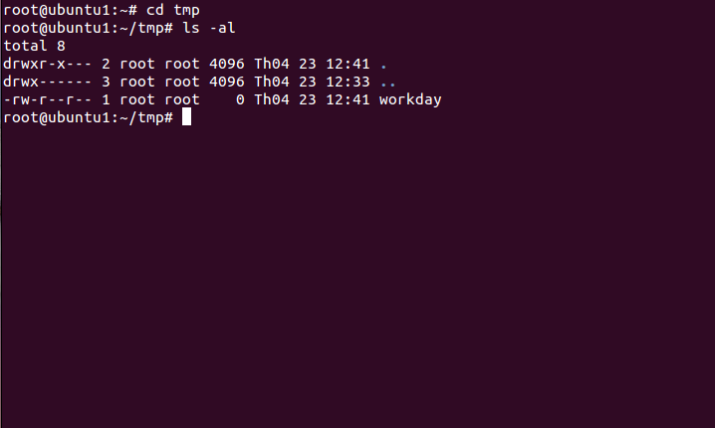 root@ubuntu1:~# cd tmp
root@ubuntu1:~/tmp# ls -al
total 8
drwxr-x--- 2 root root 4096 Th04 23 12:41 .
drwx------ 3 root root 4096 Th04 23 12:33 ..
-rw-r--r-- 1 root root    0 Th04 23 12:41 workday
root@ubuntu1:~/tmp#